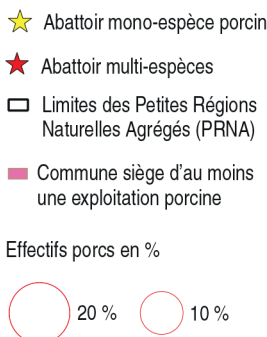 Abattoir mono-espèce porcin
Abattoir multi-espèces
Limites des Petites Régions
Naturelles Agrégés (PRNA)
Commune siège d'au moins
une exploitation porcine
Effectifs porcs en %
20 %
10 %